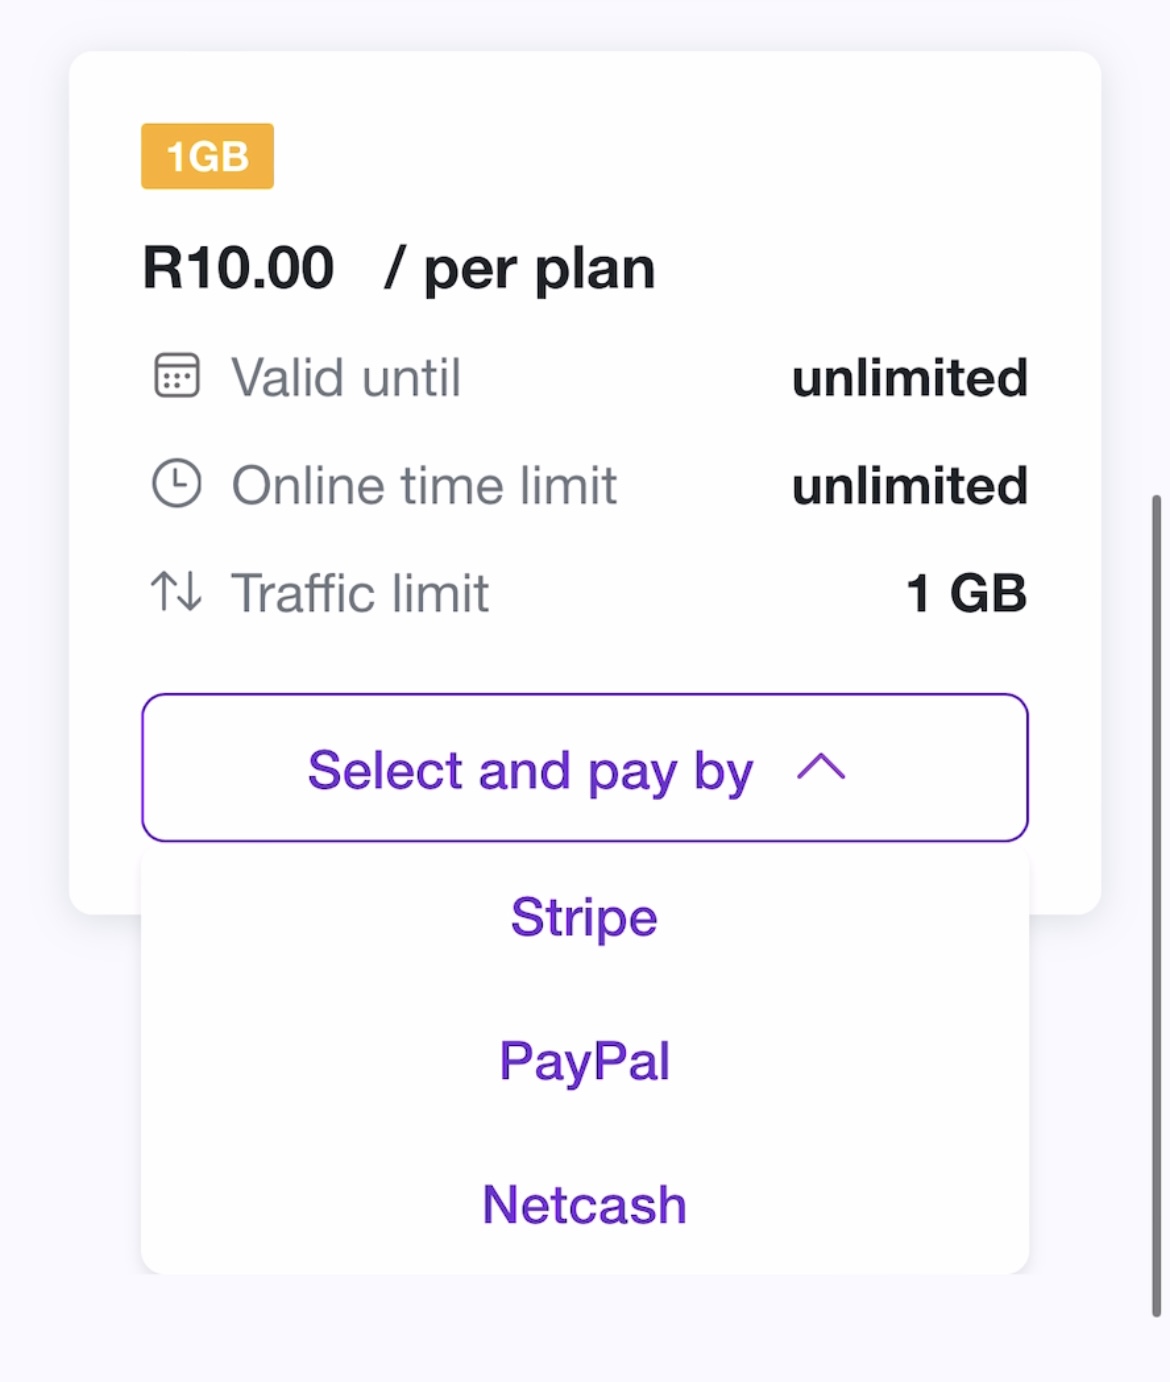 1GB
R10.00 / per plan
Valid until unlimited
Online time limit unlimited
Traffic limit 1 GB
Select and pay by
Stripe
PayPal
Netcash